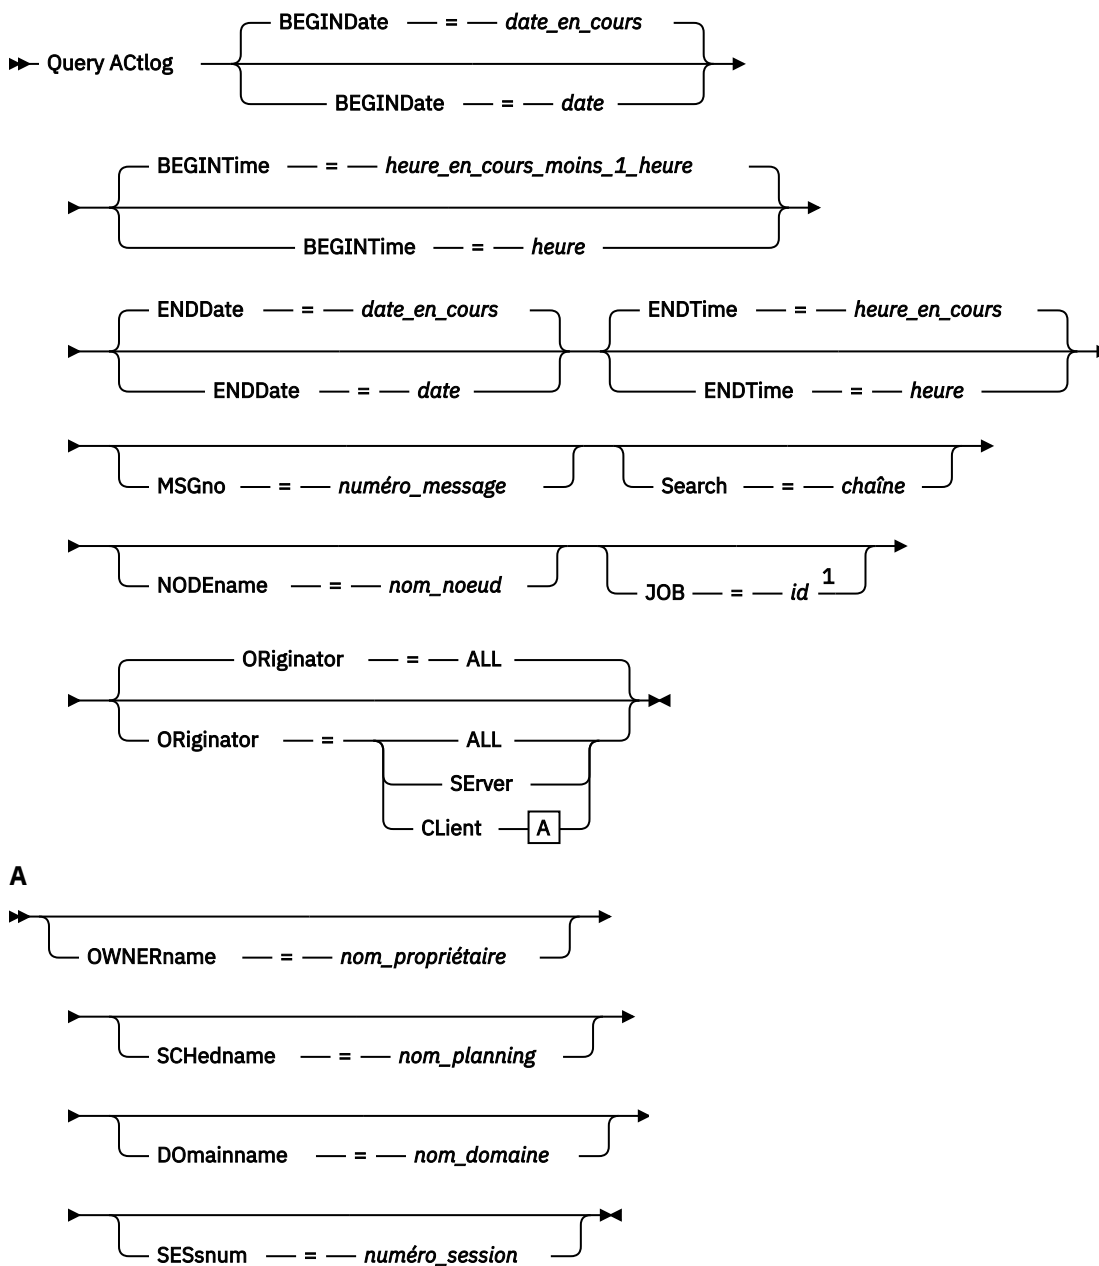 BEGINDate = date_en_cours
Query ACtlog
BEGINDate = date
BEGINTime = heure_en_cours_moins_1_heure
BEGINTime = heure
ENDDate = date_en_cours ENDTime = heure_en_cours
ENDDate = date ENDTime = heure
MSGno = numéro_message Search = chaîne
NODEname = nom_noeud JOB = id 1
ORiginator = ALL
ORiginator = ALL
SErver
CLient A
A
OWNERname = nom_propriétaire
SCHedname = nom_planning
DOmainname = nom_domaine
SESsnum = numéro_session